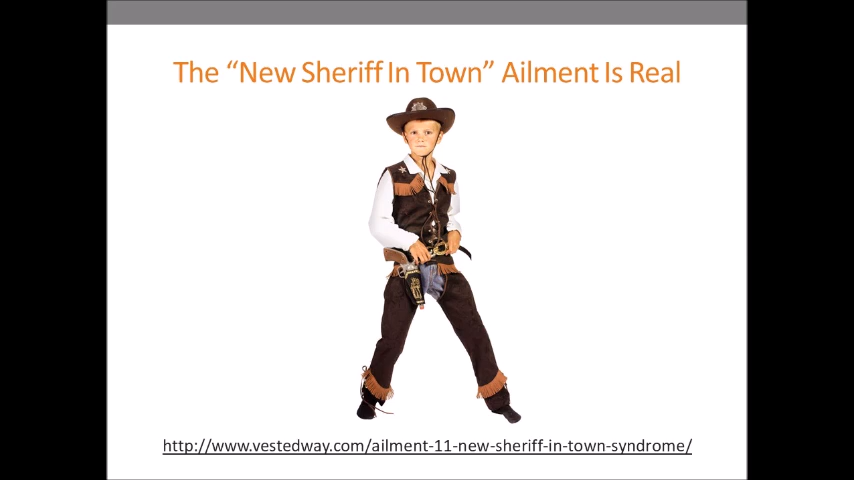 The “New Sheriff In Town” Ailment Is Real
http://www.vestedway.com/ailment-11-new-sheriff-in-town-syndrome/